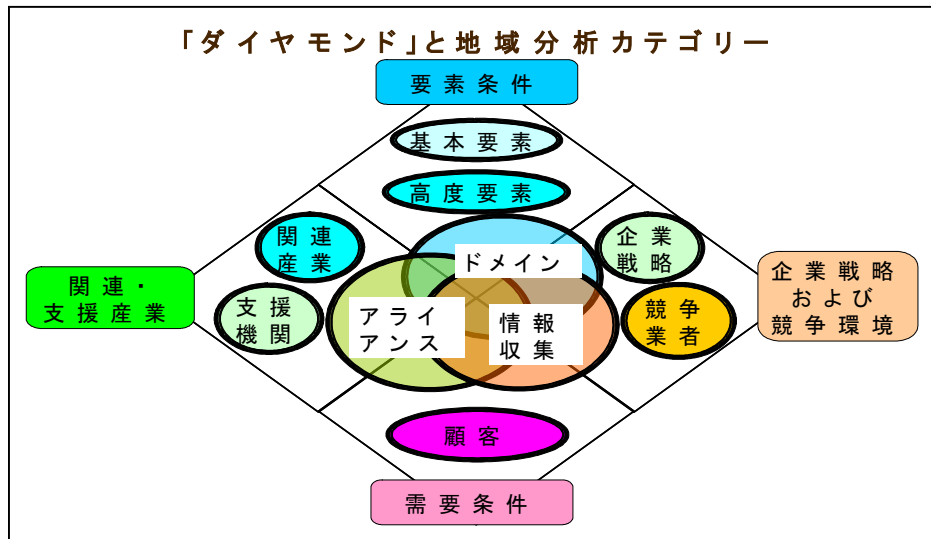 「ダイヤモンド」と地域分析カテゴリー
要素条件
基本要素
高度要素
関連
産業
ドメイン
企業
戦略
関連・
支援産業
支援
機関
アライ
アンス
情報
収集
競争
業者
企業戦略
および
競争環境
顧客
需要条件